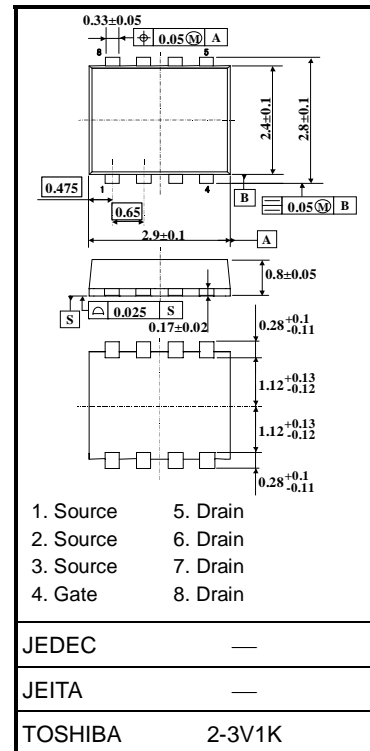 0.33±0.05
⌖ 0.05 Ⓜ A
8 5
2.4±0.1
2.8±0.1
0.475
1 4
0.65
B
⌯ 0.05 Ⓜ B
2.9±0.1
A
0.8±0.05
S
⌓ 0.025 S
0.17±0.02
0.28 +0.1 -0.11
1.12 +0.13 -0.12
1.12 +0.13 -0.12
0.28 +0.1 -0.11
1. Source 5. Drain
2. Source 6. Drain
3. Source 7. Drain
4. Gate 8. Drain
JEDEC ―
JEITA ―
TOSHIBA 2-3V1K